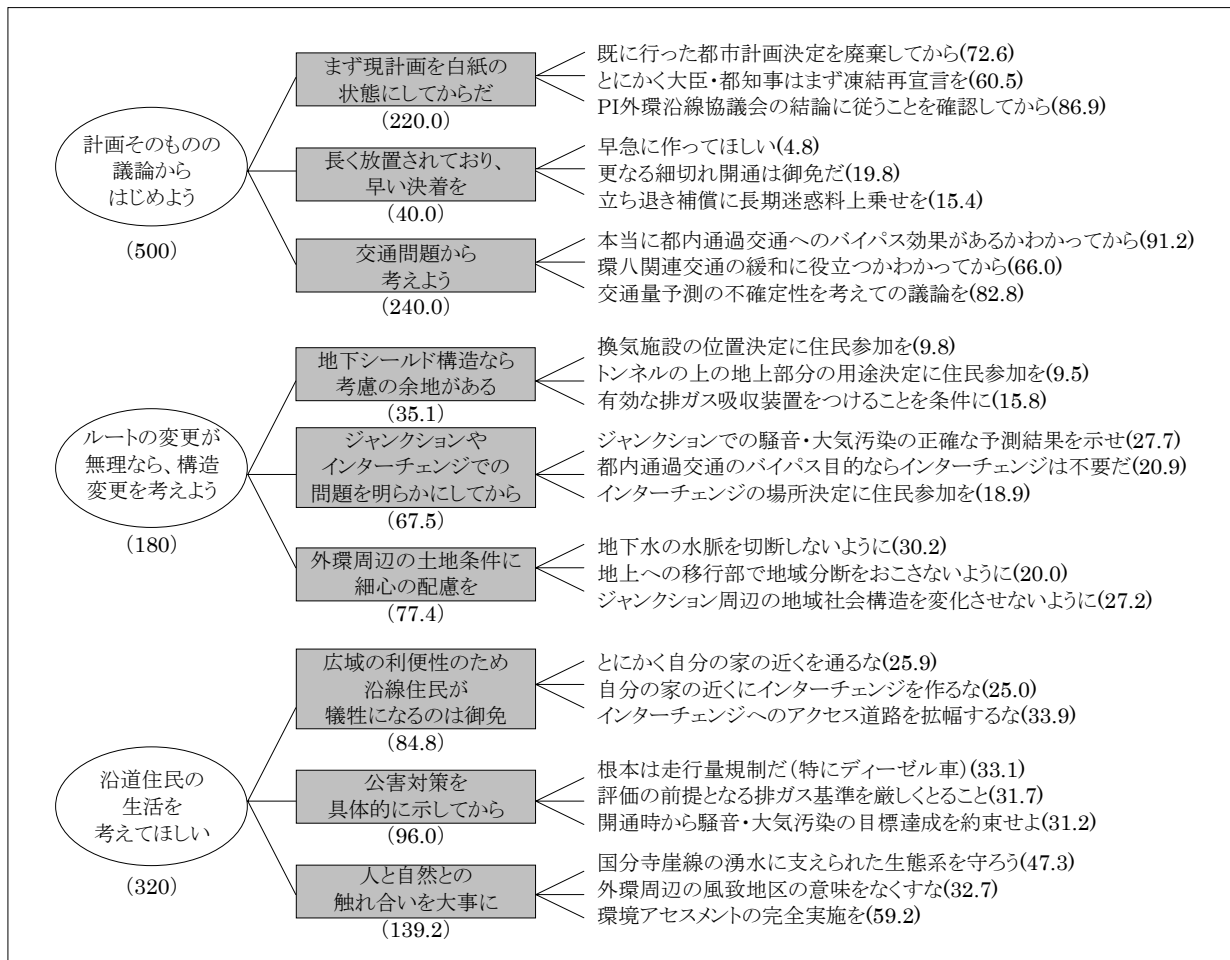 計画そのものの
議論から
はじめよう
(500)
まず現計画を白紙の
状態にしてからだ
(220.0)
既に行った都市計画決定を廃棄してから(72.6)
とにかく大臣・都知事はまず凍結再宣言を(60.5)
PI外環沿線協議会の結論に従うことを確認してから(86.9)
長く放置されており、
早い決着を
(40.0)
早急に作ってほしい(4.8)
更なる細切れ開通は御免だ(19.8)
立ち退き補償に長期迷惑料上乗せを(15.4)
交通問題から
考えよう
(240.0)
本当に都内通過交通へのバイパス効果があるかわかってから(91.2)
環八関連交通の緩和に役立つかわかってから(66.0)
交通量予測の不確定性を考えての議論を(82.8)
ルートの変更が
無理なら、構造
変更を考えよう
(180)
地下シールド構造なら
考慮の余地がある
(35.1)
換気施設の位置決定に住民参加を(9.8)
トンネルの上の地上部分の用途決定に住民参加を(9.5)
有効な排ガス吸収装置をつけることを条件に(15.8)
ジャンクションや
インターチェンジでの
問題を明らかにしてから
(67.5)
ジャンクションでの騒音・大気汚染の正確な予測結果を示せ(27.7)
都内通過交通のバイパス目的ならインターチェンジは不要だ(20.9)
インターチェンジの場所決定に住民参加を(18.9)
外環周辺の土地条件に
細心の配慮を
(77.4)
地下水の水脈を切断しないように(30.2)
地上への移行部で地域分断をおこさないように(20.0)
ジャンクション周辺の地域社会構造を変化させないように(27.2)
沿道住民の
生活を
考えてほしい
(320)
広域の利便性のため
沿線住民が
犠牲になるのは御免
(84.8)
とにかく自分の家の近くを通るな(25.9)
自分の家の近くにインターチェンジを作るな(25.0)
インターチェンジへのアクセス道路を拡幅するな(33.9)
公害対策を
具体的に示してから
(96.0)
根本は走行量規制だ（特にディーゼル車）(33.1)
評価の前提となる排ガス基準を厳しくとること(31.7)
開通時から騒音・大気汚染の目標達成を約束せよ(31.2)
人と自然との
触れ合いを大事に
(139.2)
国分寺崖線の湧水に支えられた生態系を守ろう(47.3)
外環周辺の風致地区の意味をなくすな(32.7)
環境アセスメントの完全実施を(59.2)